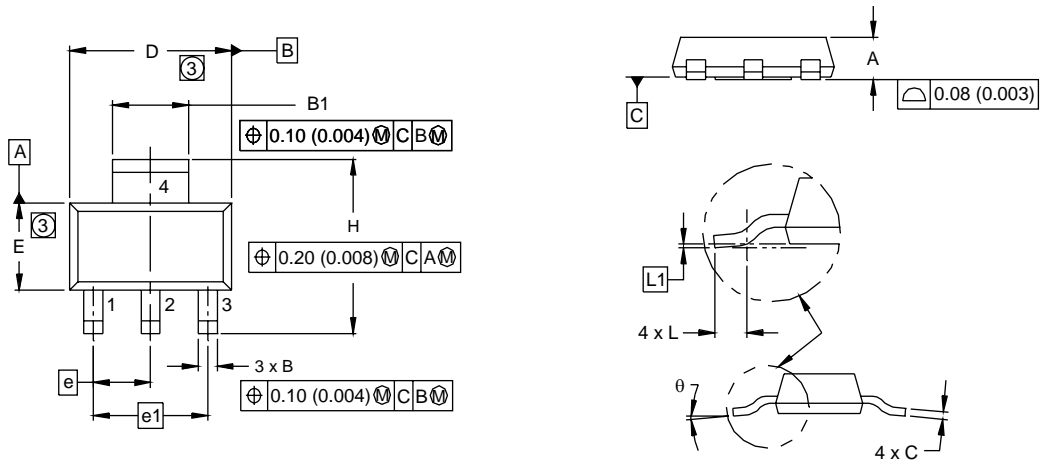 D
B
3
B1
⌖ 0.10 (0.004) Ⓜ C B Ⓜ
A
4
3
E
H
⌖ 0.20 (0.008) Ⓜ C A Ⓜ
1
2
3
3 x B
e
⌖ 0.10 (0.004) Ⓜ C B Ⓜ
e1
A
C
⌓ 0.08 (0.003)
L1
4 x L
θ
4 x C